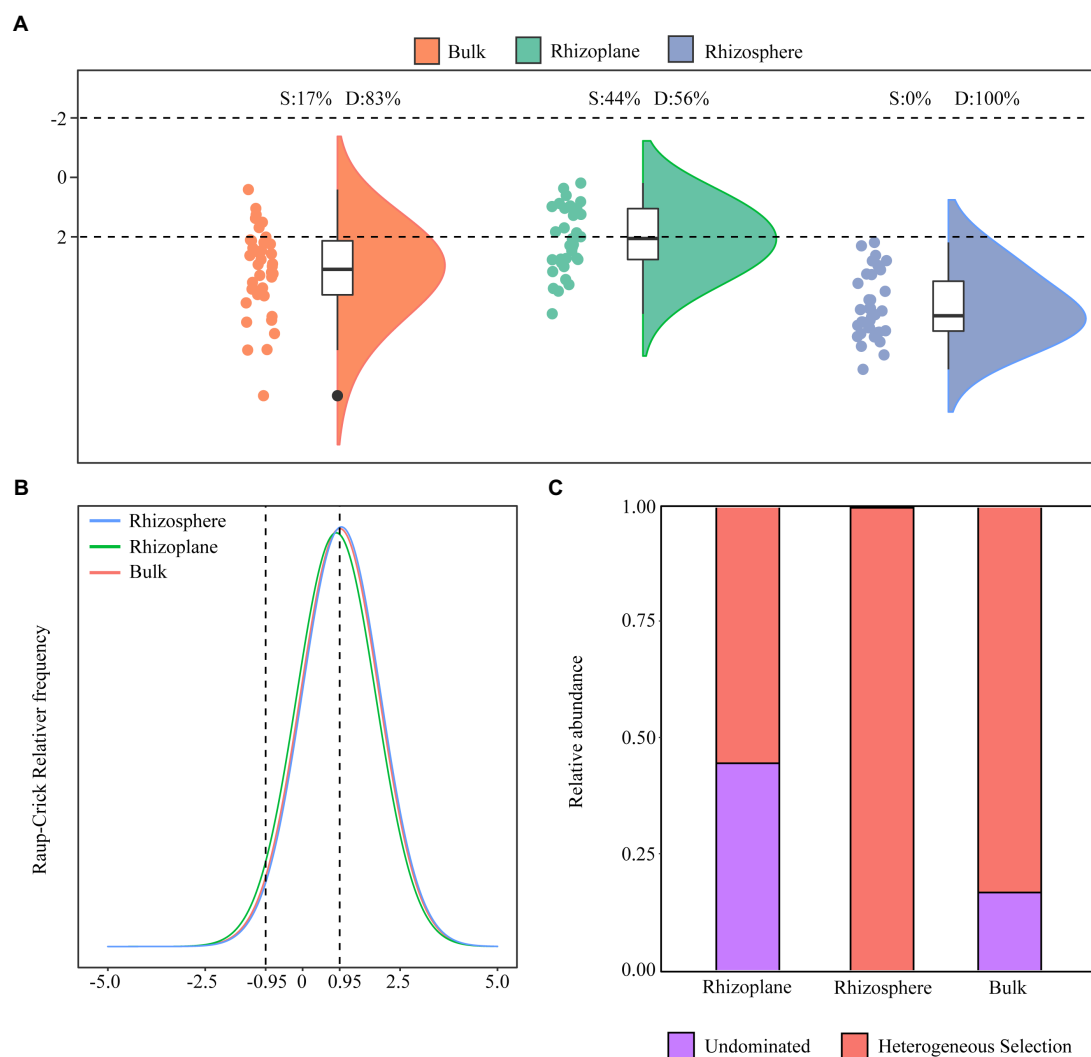 A
Bulk Rhizoplane Rhizosphere
S:17% D:83% S:44% D:56% S:0% D:100%
-2
0
2
B
Rhizosphere
Rhizoplane
Bulk
Raup-Crick Relativer frequency
-5.0 -2.5 -0.95 0 0.95 2.5 5.0
C
1.00
0.75
0.50
0.25
0.00
Relative abundance
Rhizoplane Rhizosphere Bulk
Undominated Heterogeneous Selection